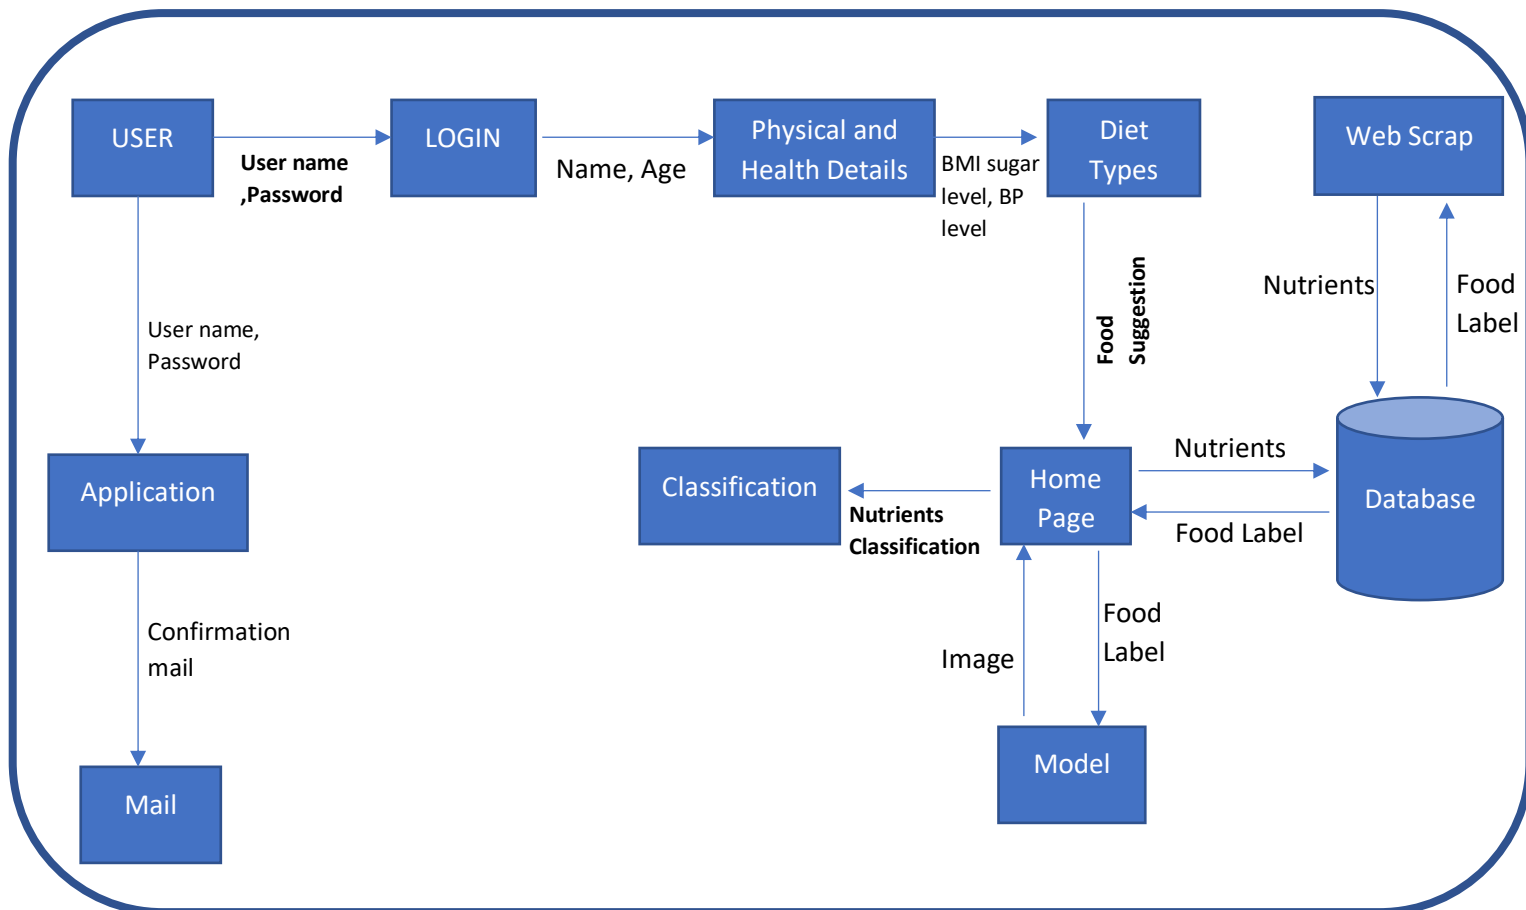 USER
User name
,Password
LOGIN
Name, Age
Physical and
Health Details
BMI sugar
level, BP
level
Diet
Types
Web Scrap
Nutrients
Food
Label
Food
Suggestion
User name,
Password
Application
Classification
Nutrients
Classification
Home
Page
Nutrients
Food Label
Database
Confirmation
mail
Image
Food
Label
Mail
Model